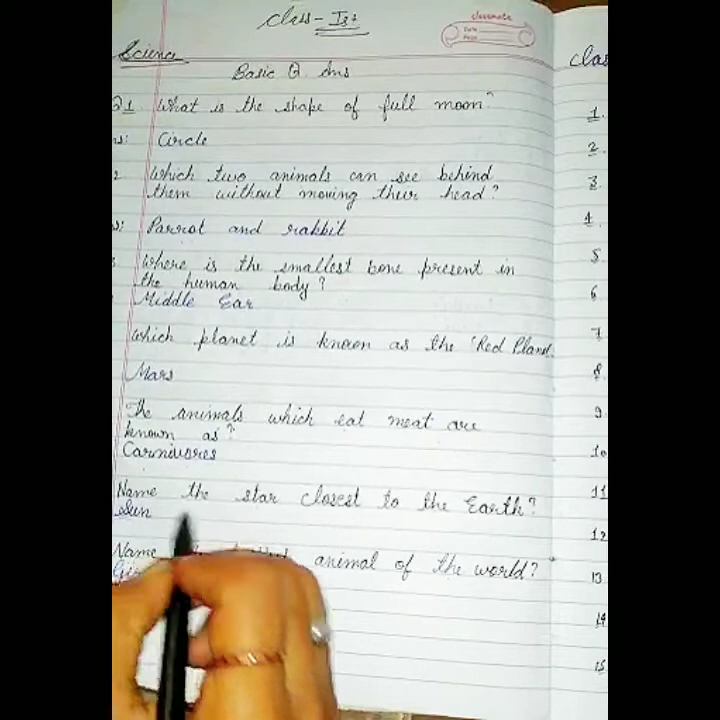 Class - Ist
classmate
Date
Page
Science
Basic Q. Ans
Q1. What is the shape of full moon?
Circle
2 Which two animals can see behind
them without moving their head?
Parrot and rabbit
Where is the smallest bone present in
the human body?
Middle Ear
Which planet is known as the 'Red Planet
Mars
The animals which eat meat are
known as?
Carnivores
Name the star closest to the Earth?
Sun
Name animal of the world?
Clas
1.
2.
3.
4.
5
6
7
8
9
10
11
12
13
14
15